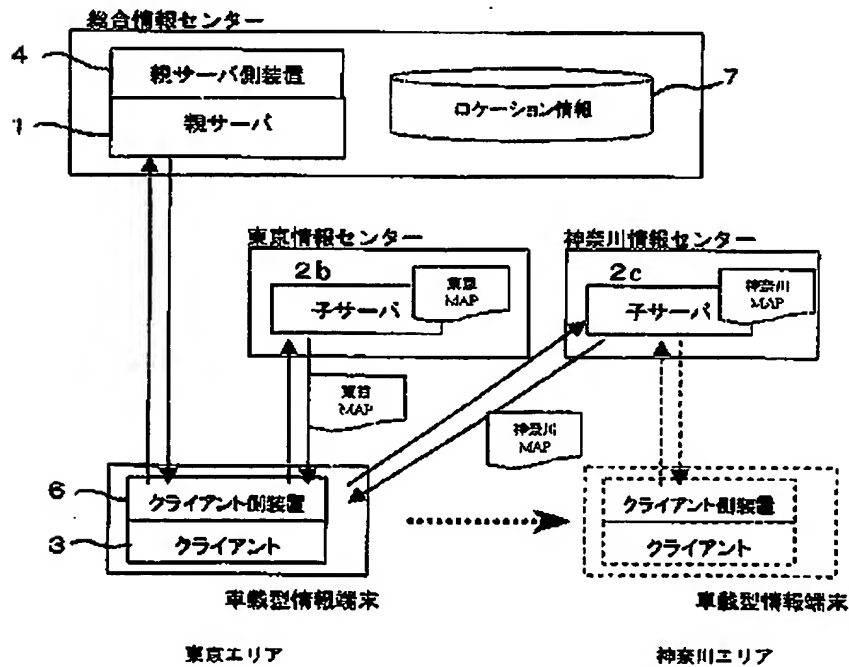 総合情報センター
4
親サーバ側装置
7
1
親サーバ
ロケーション情報
東京情報センター
神奈川情報センター
2b
東京
MAP
子サーバ
2c
神奈川
MAP
子サーバ
東京
MAP
神奈川
MAP
6
クライアント側装置
3
クライアント
クライアント側装置
クライアント
車載型情報端末
車載型情報端末
東京エリア
神奈川エリア